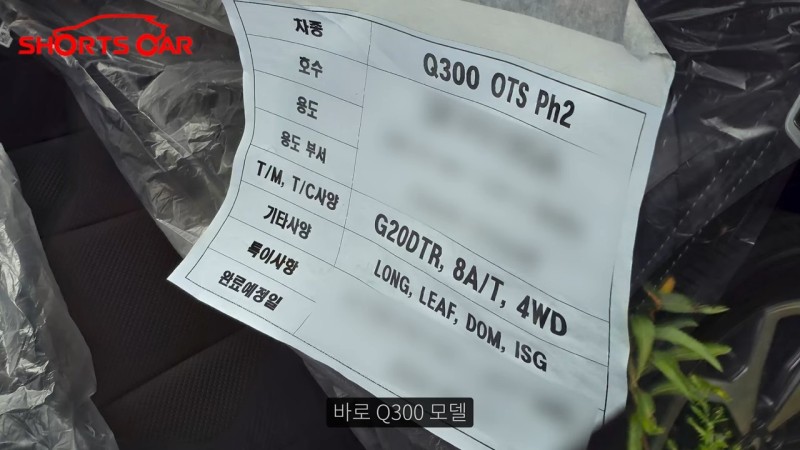 SHORTS CAR
차종 Q300 OTS Ph2
호수
용도
용도 부서
T/M, T/C사양 G20DTR, 8A/T, 4WD
기타사양 LONG, LEAF, DOM, ISG
특이사항
완료예정일
바로 Q300 모델